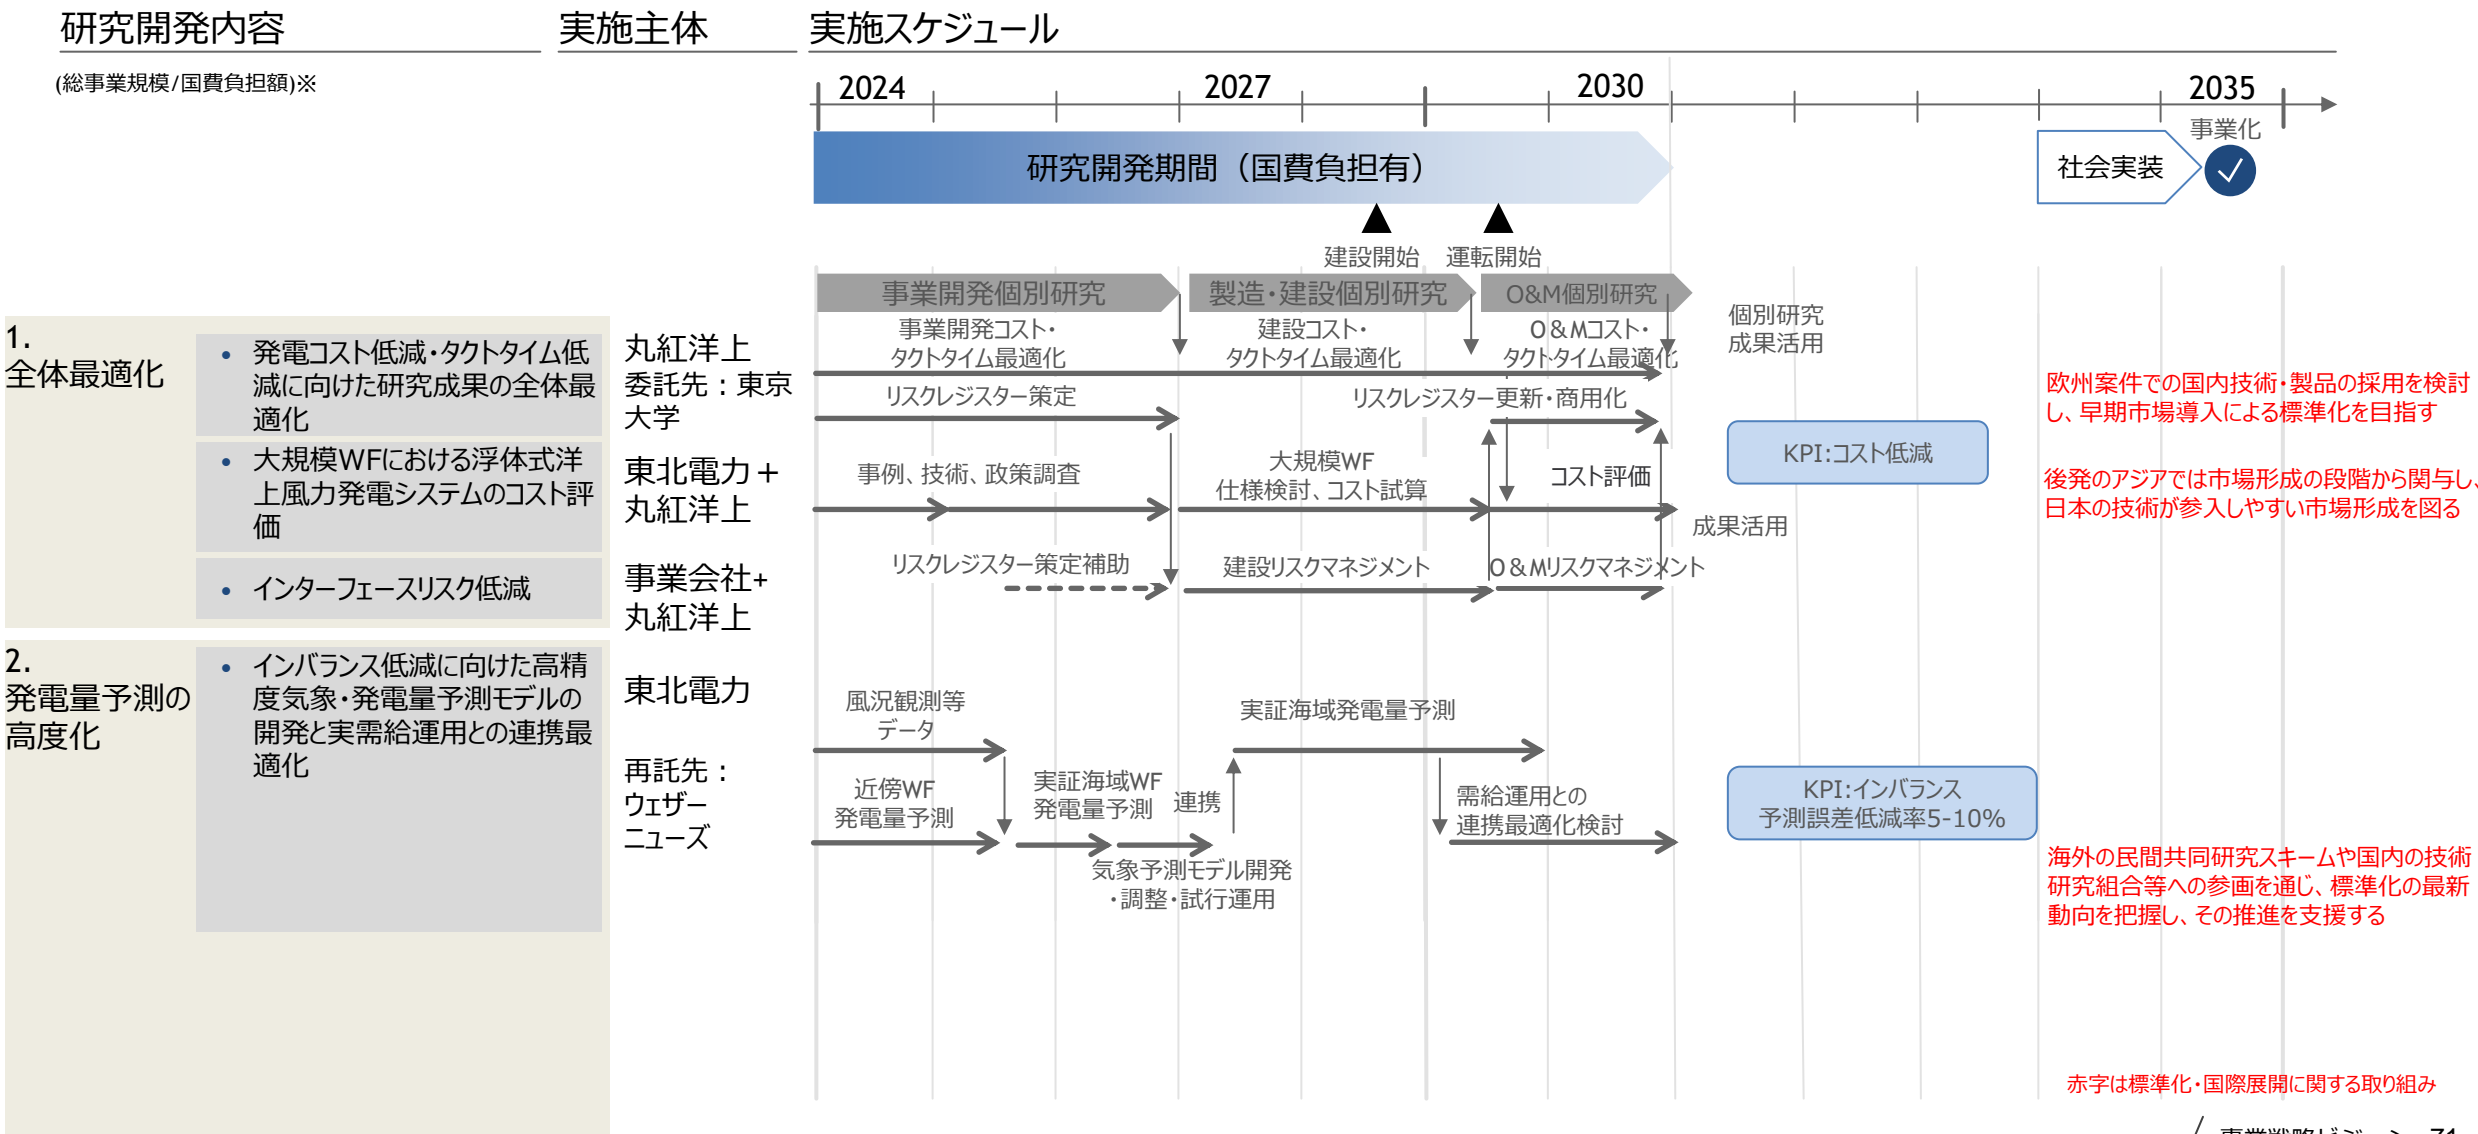 研究開発内容
実施主体
実施スケジュール
(総事業規模/国費負担額)※
2024
2027
2030
2035
事業化
研究開発期間（国費負担有）
社会実装
建設開始
運転開始
事業開発個別研究
製造・建設個別研究
O&M個別研究
1.
全体最適化
• 発電コスト低減・タクトタイム低
減に向けた研究成果の全体最
適化
丸紅洋上
委託先：東京
大学
事業開発コスト・
タクトタイム最適化
建設コスト・
タクトタイム最適化
O＆Mコスト・
タクトタイム最適化
個別研究
成果活用
リスクレジスター策定
リスクレジスター更新・商用化
欧州案件での国内技術・製品の採用を検討
し、早期市場導入による標準化を目指す
KPI:コスト低減
• 大規模WFにおける浮体式洋
上風力発電システムのコスト評
価
東北電力＋
丸紅洋上
事例、技術、政策調査
大規模WF
仕様検討、コスト試算
コスト評価
後発のアジアでは市場形成の段階から関与し、
日本の技術が参入しやすい市場形成を図る
成果活用
• インターフェースリスク低減
事業会社+
丸紅洋上
リスクレジスター策定補助
建設リスクマネジメント
O＆Mリスクマネジメント
2.
発電量予測の
高度化
• インバランス低減に向けた高精
度気象・発電量予測モデルの
開発と実需給運用との連携最
適化
東北電力
風況観測等
データ
実証海域発電量予測
再託先：
ウェザー
ニューズ
近傍WF
発電量予測
実証海域WF
発電量予測
連携
需給運用との
連携最適化検討
KPI:インバランス
予測誤差低減率5-10%
気象予測モデル開発
・調整・試行運用
海外の民間共同研究スキームや国内の技術
研究組合等への参画を通じ、標準化の最新
動向を把握し、その推進を支援する
赤字は標準化・国際展開に関する取り組み
事業戦略ビジョン 71